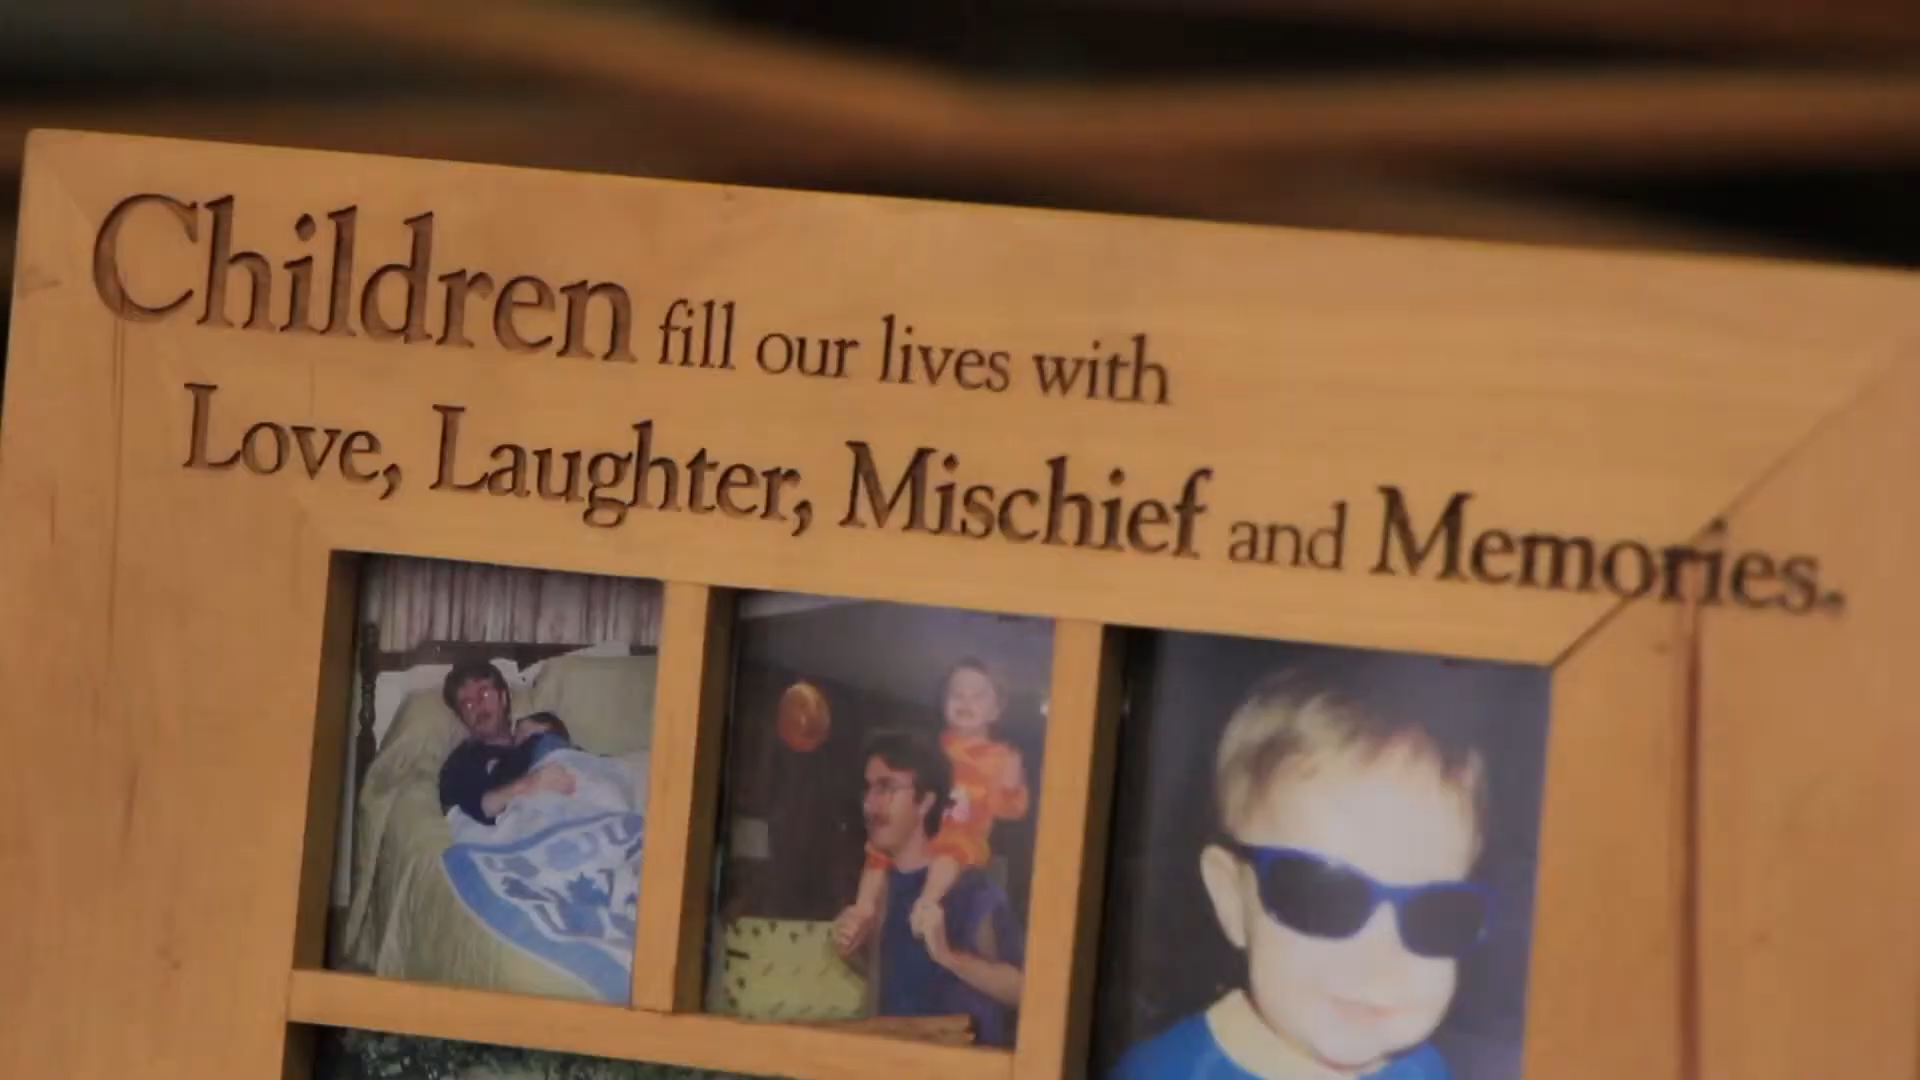 Children fill our lives with
Love, Laughter, Mischief and Memories.